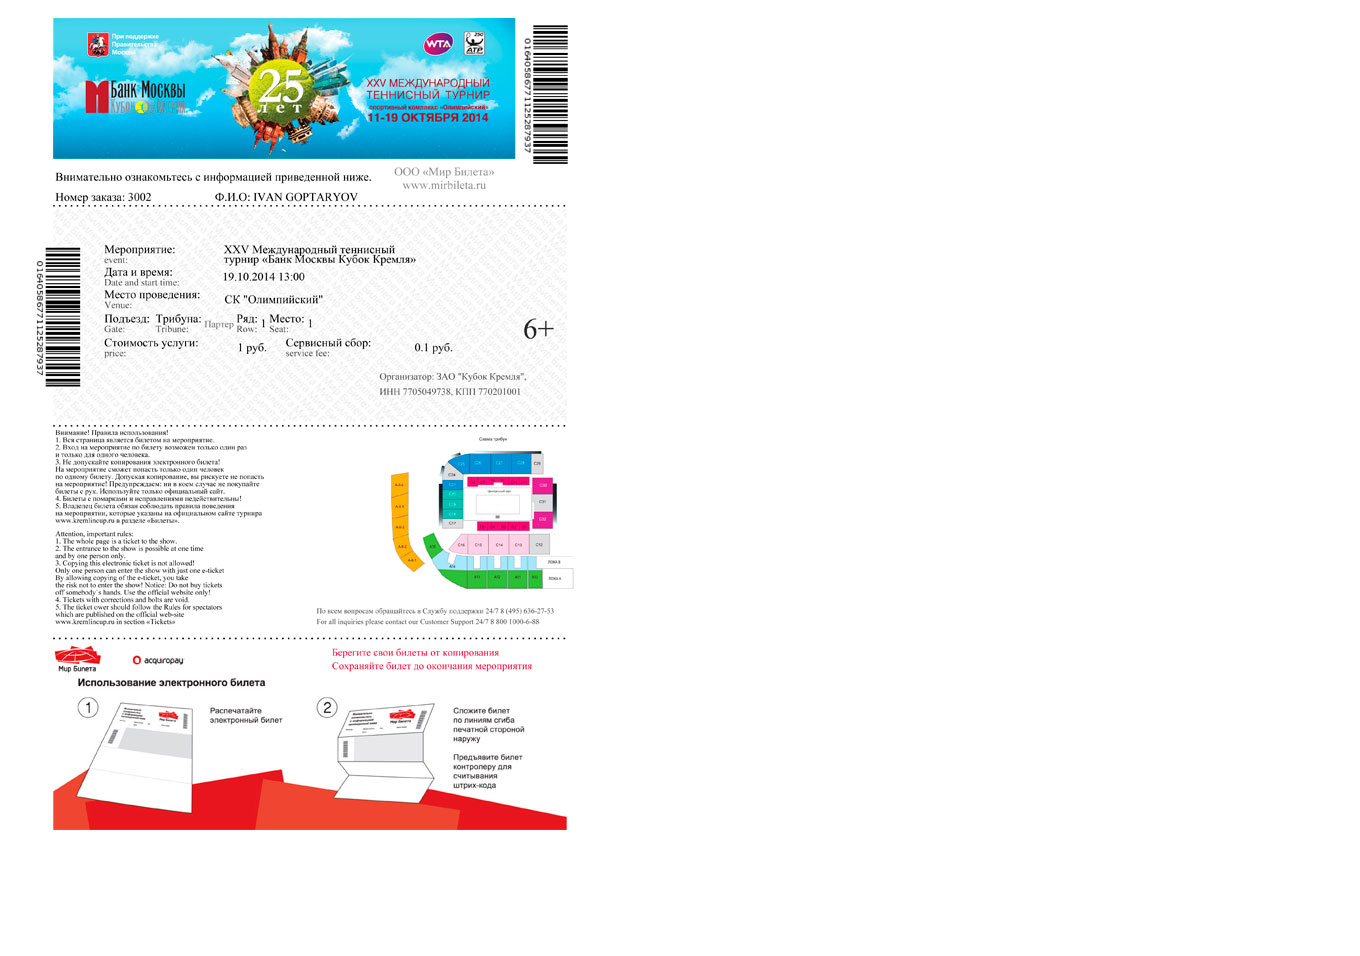 При поддержке
Правительства
Москвы
WTA
250
ATP
Банк Москвы
25
лет
XXV МЕЖДУНАРОДНЫЙ
ТЕННИСНЫЙ ТУРНИР
спортивный комплекс «Олимпийский»
11-19 ОКТЯБРЯ 2014
0164058677112528793​7
Внимательно ознакомьтесь с информацией приведенной ниже.
ООО «Мир Билета»
www.mirbileta.ru
Номер заказа: 3002 Ф.И.О: IVAN GOPTARYOV
01640586771125287937
Мероприятие: XXV Международный теннисный
event: турнир «Банк Москвы Кубок Кремля»
Дата и время: 19.10.2014 13:00
Date and start time:
Место проведения: СК "Олимпийский"
Venue:
Подъезд: Трибуна: Партер Ряд: 1 Место: 1
Gate: Tribune: Row: Seat:
6+
Стоимость услуги: 1 руб. Сервисный сбор: 0.1 руб.
price: service fee:
Организатор: ЗАО "Кубок Кремля",
ИНН 7705049738, КПП 770201001
Внимание! Правила использования!
1. Вся страница является билетом на мероприятие.
2. Вход на мероприятие по билету возможен только один раз
и только для одного человека.
3. Не допускайте копирования электронного билета!
На мероприятие сможет попасть только один человек
по одному билету. Допуская копирование, вы рискуете не попасть
на мероприятие! Предупреждаем: ни в коем случае не покупайте
билеты с рук. Используйте только официальный сайт.
4. Билеты с помарками и исправлениями недействительны!
5. Владелец билета обязан соблюдать правила поведения
на мероприятии, которые указаны на официальном сайте турнира
www.kremlincup.ru в разделе «Билеты».
Attention, important rules:
1. The whole page is a ticket to the show.
2. The entrance to the show is possible at one time
and by one person only.
3. Copying this electronic ticket is not allowed!
Only one person can enter the show with just one e-ticket
By allowing copying of the e-ticket, you take
the risk not to enter the show! Notice: Do not buy tickets
off somebody`s hands. Use the official website only!
4. Tickets with corrections and bolts are void.
5. The ticket ower should follow the Rules for spectators
which are published on the official web-site
www.kremlincup.ru in section «Tickets»
Схема трибун
C29
C24
C31
C17
C16 C15 C14 C13 C12
ЛОЖА B
ЛОЖА A
По всем вопросам обращайтесь в Службу поддержки 24/7 8 (495) 636-27-53
For all inquiries please contact our Customer Support 24/7 8 800 1000-6-88
Мир Билета
acquropay
Берегите свои билеты от копирования
Сохраняйте билет до окончания мероприятия
Использование электронного билета
1
Распечатайте
электронный билет
2
Сложите билет
по линиям сгиба
печатной стороной
наружу
Предъявите билет
контролеру для
считывания
штрих-кода